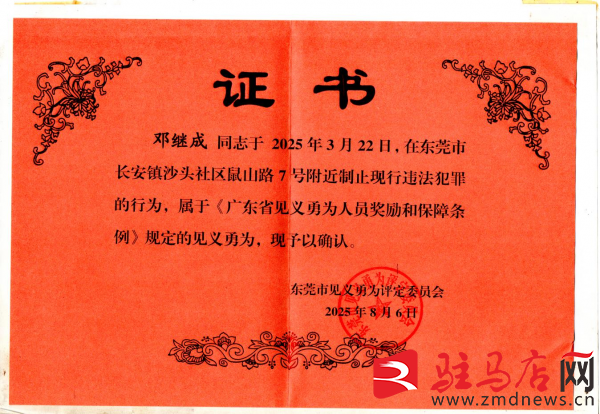 证书
邓继成 同志于 2025 年 3 月 22 日，在东莞市
长安镇沙头社区鼠山路 7 号附近制止现行违法犯罪
的行为，属于《广东省见义勇为人员奖励和保障条
例》规定的见义勇为，现予以确认。
东莞市见义勇为评定委员会
2025 年 8 月 6 日
驻马店网
www.zmdnews.cn